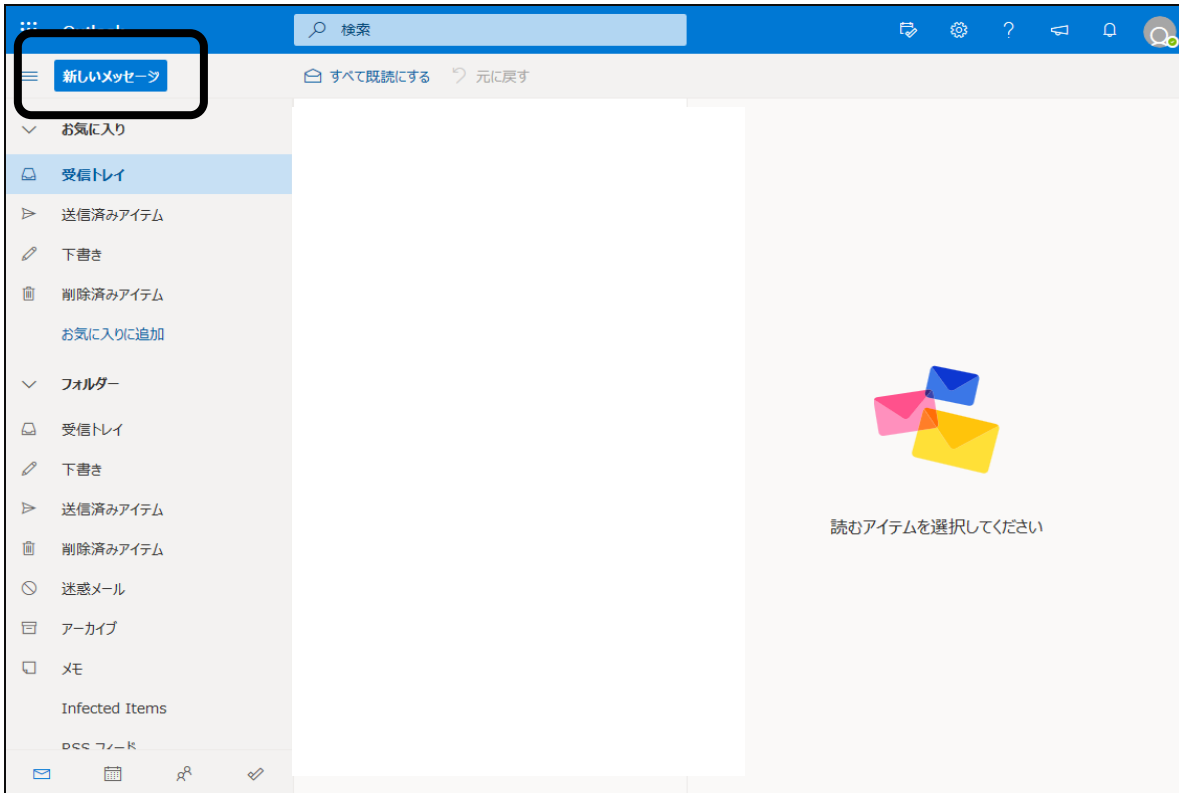 検索
新しいメッセージ
すべて既読にする 元に戻す
お気に入り
受信トレイ
送信済みアイテム
下書き
削除済みアイテム
お気に入りに追加
フォルダー
受信トレイ
下書き
送信済みアイテム
削除済みアイテム
迷惑メール
アーカイブ
メモ
Infected Items
RSS フィード
読むアイテムを選択してください